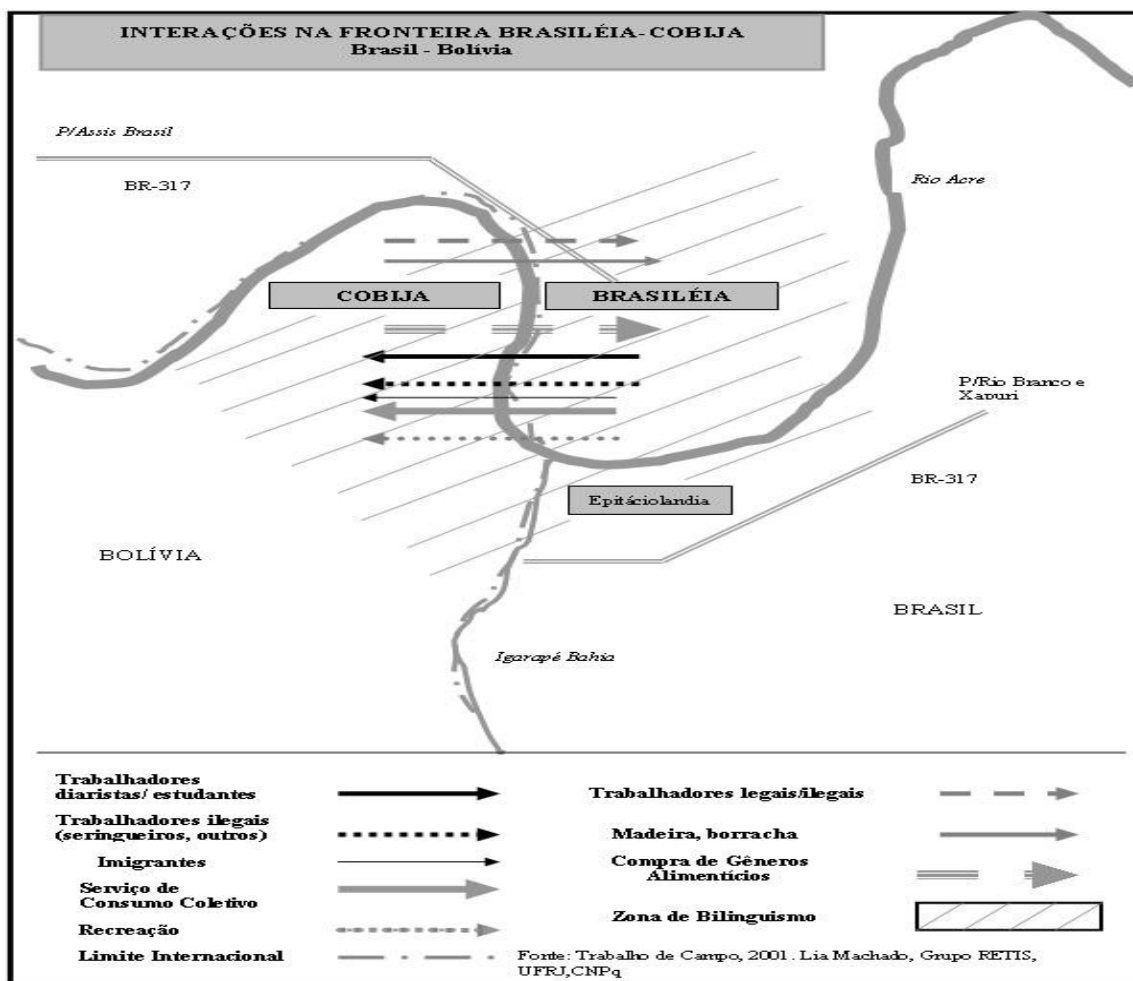 INTERAÇÕES NA FRONTEIRA BRASILÉIA-COBIJA
Brasil - Bolívia
P/Assis Brasil
BR-317
Rio Acre
COBIJA
BRASILÉIA
P/Rio Branco e
Xapuri
BR-317
Epitáciolandia
BOLÍVIA
BRASIL
Igarapé Bahia
Trabalhadores
diaristas/ estudantes
Trabalhadores ilegais
(seringueiros, outros)
Imigrantes
Serviço de
Consumo Coletivo
Recreação
Limite Internacional
Trabalhadores legais/ilegais
Madeira, borracha
Compra de Gêneros
Alimentícios
Zona de Bilinguismo
Fonte: Trabalho de Campo, 2001. Lia Machado, Grupo RETIS,
UFRJ,CNPq